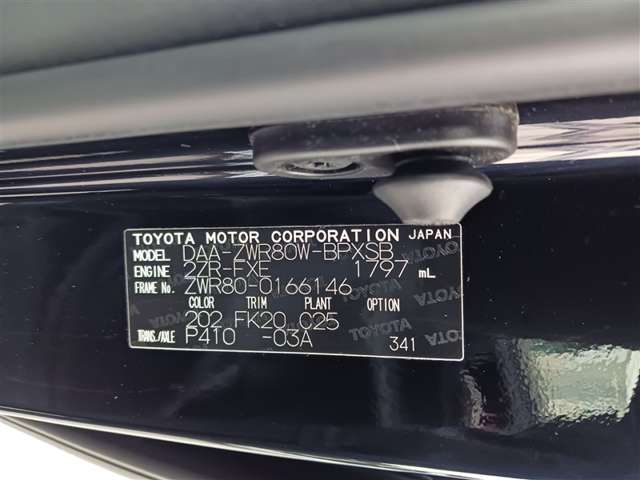 TOYOTA MOTOR CORPORATION JAPAN
MODEL DAA-ZWR80W-BPXSB
ENGINE 2ZR-FXE 1797 mL
FRAME No. ZWR80-0166146
COLOR TRIM PLANT OPTION
202 FK20 C25
TRANS./AXLE P410 -03A 341